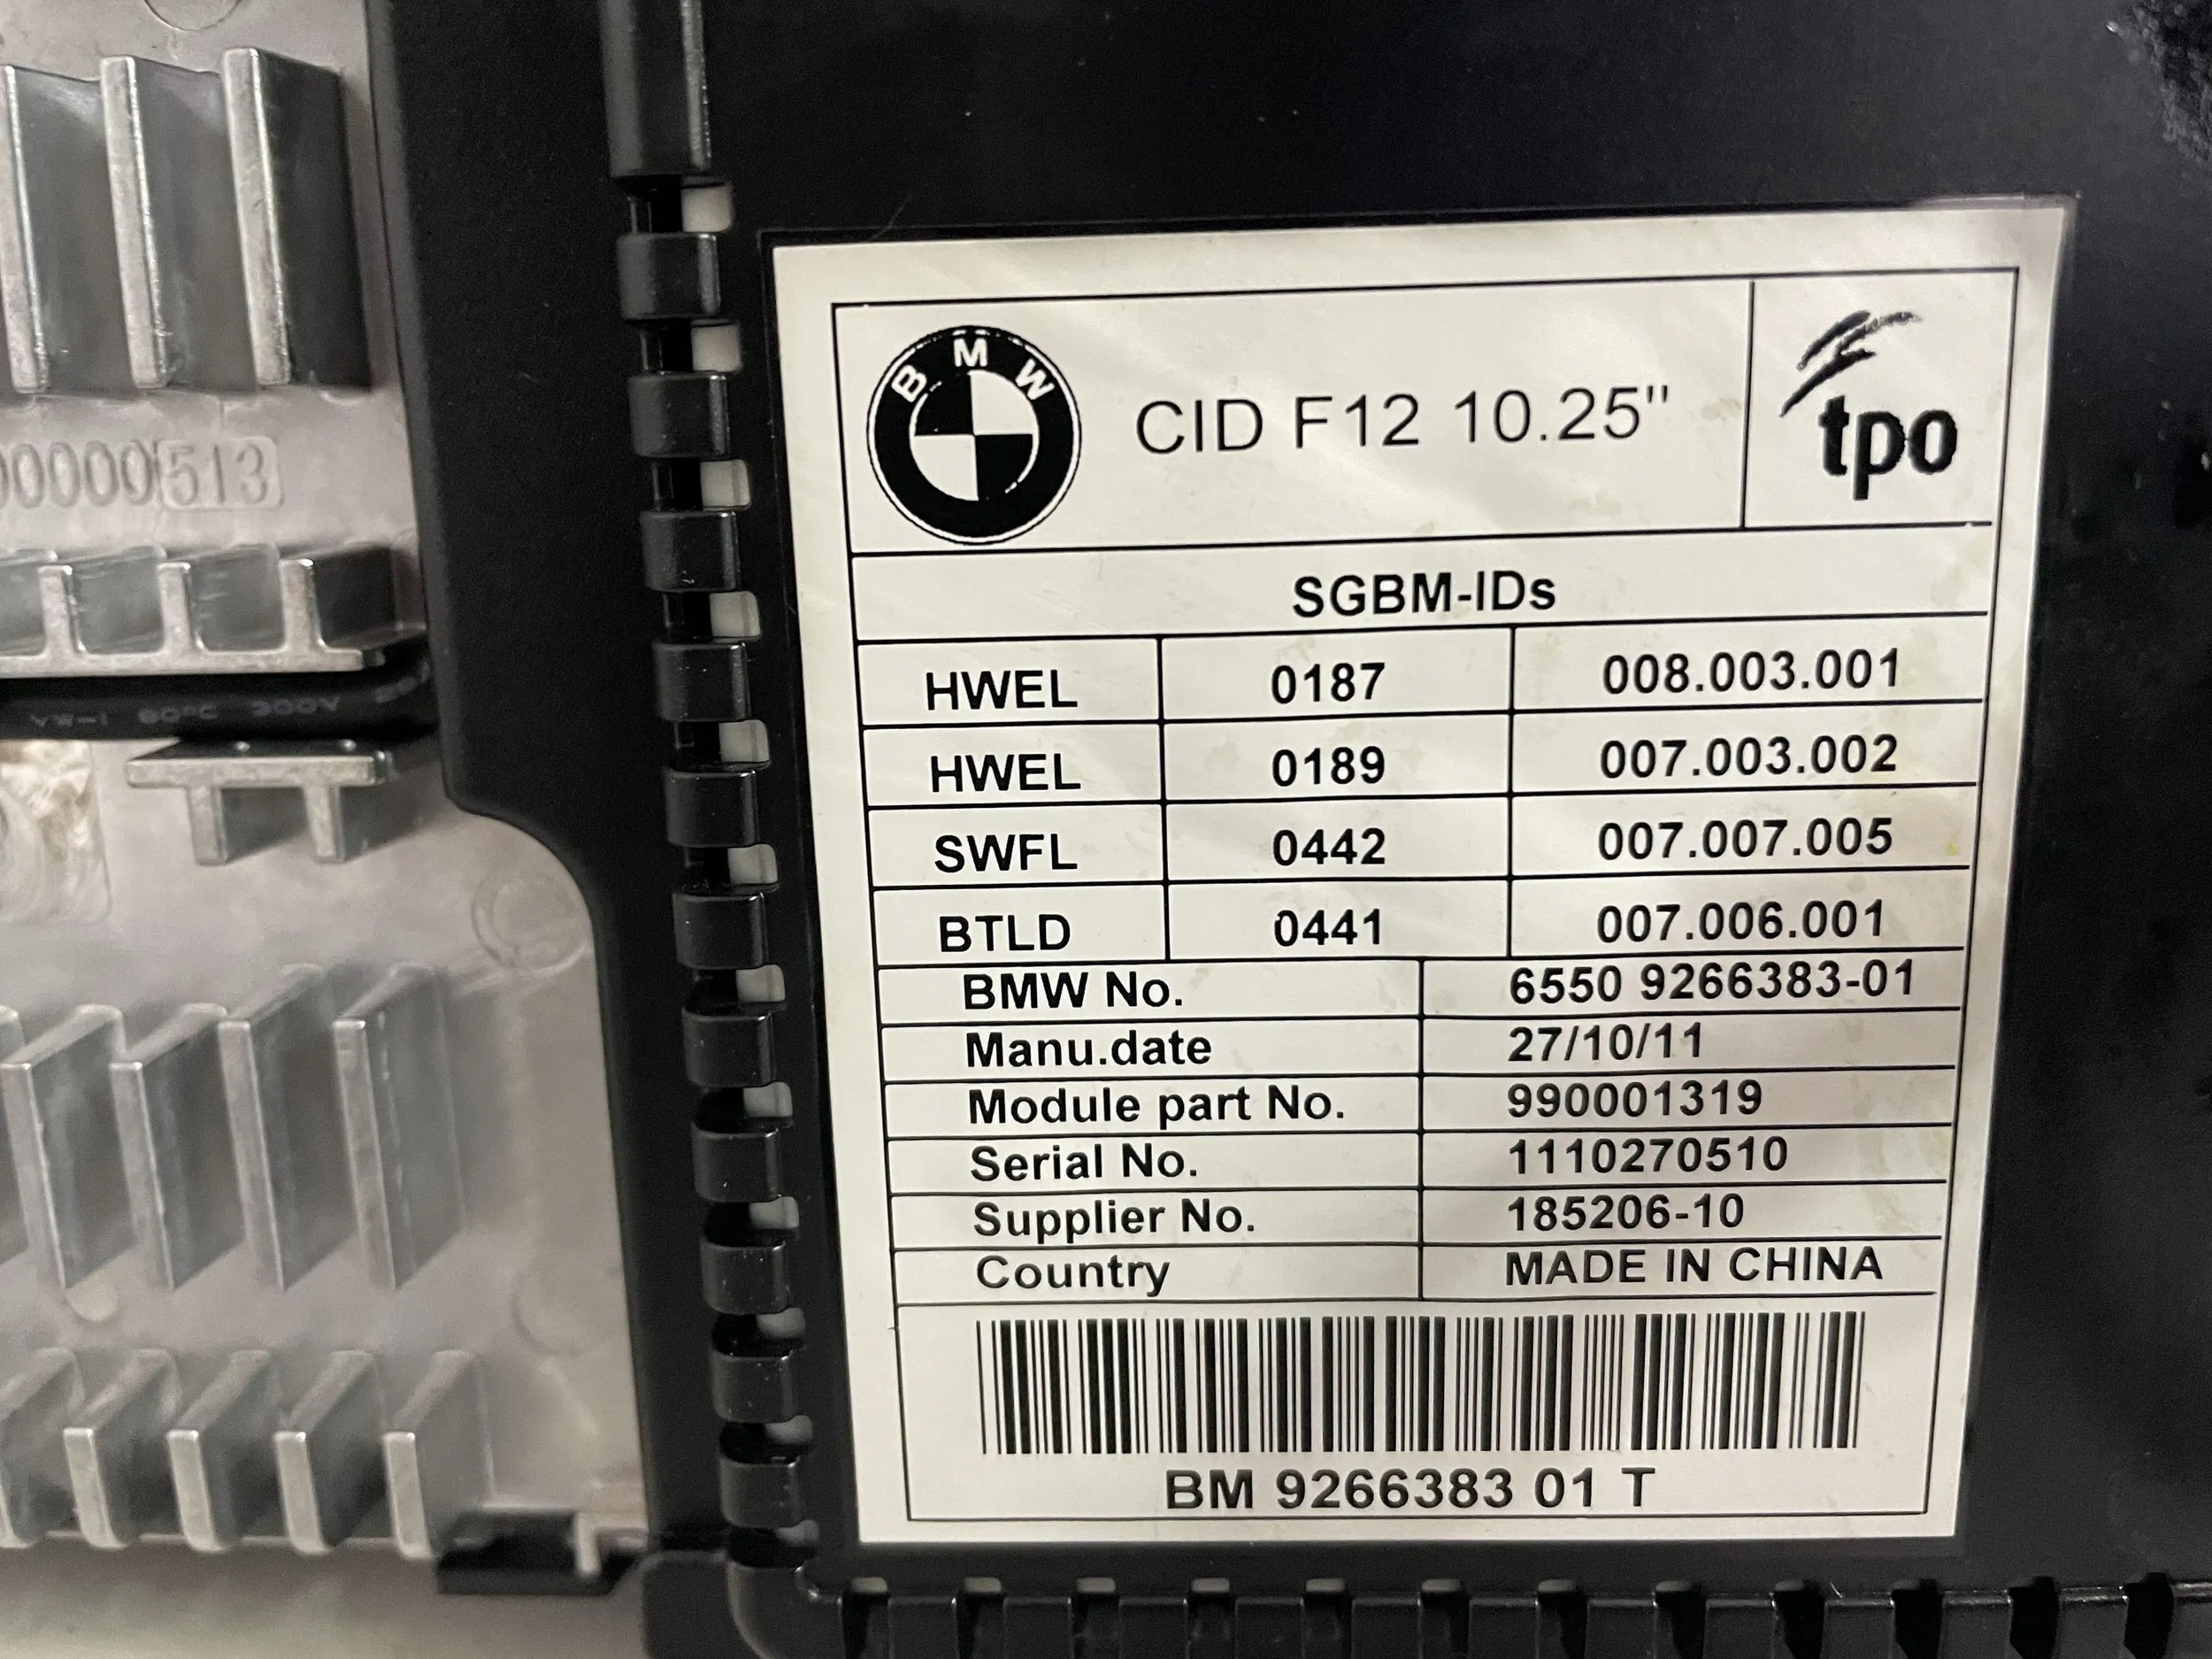 00000 513
BMW
CID F12 10.25"
tpo
SGBM-IDs
HWEL 0187 008.003.001
HWEL 0189 007.003.002
SWFL 0442 007.007.005
BTLD 0441 007.006.001
BMW No. 6550 9266383-01
Manu.date 27/10/11
Module part No. 990001319
Serial No. 1110270510
Supplier No. 185206-10
Country MADE IN CHINA
BM 9266383 01 T